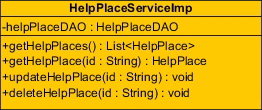 HelpPlaceServiceImp
-helpPlaceDAO : HelpPlaceDAO
+getHelpPlaces() : List<HelpPlace>
+getHelpPlace(id : String) : HelpPlace
+updateHelpPlace(id : String) : void
+deleteHelpPlace(id : String) : void